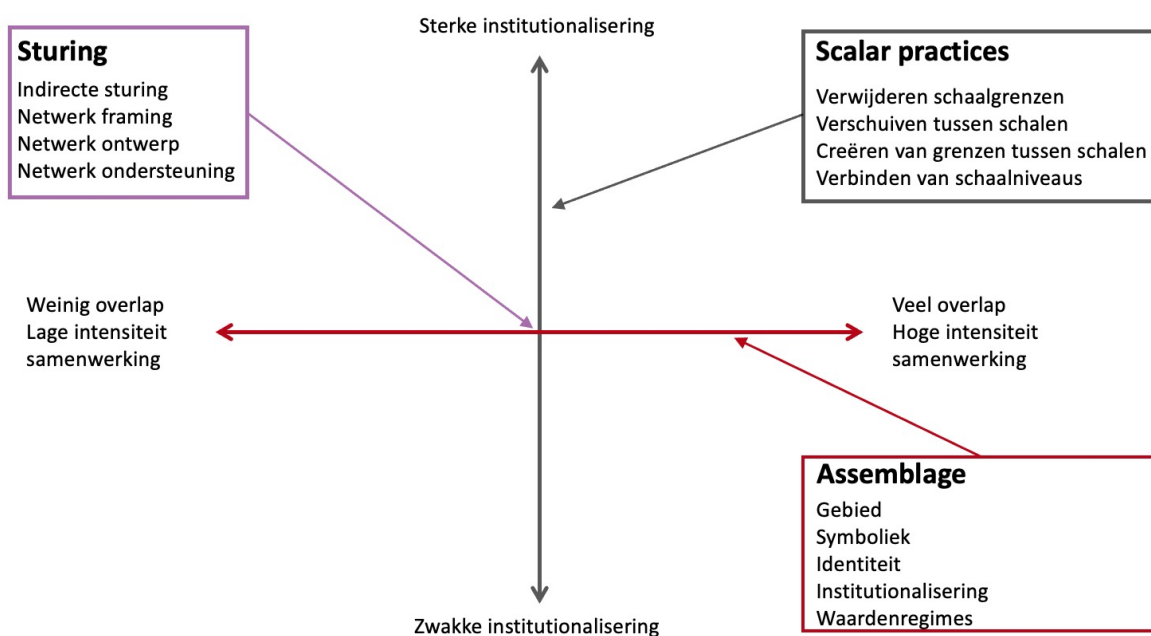 Sterke institutionalisering
Sturing
Indirecte sturing
Netwerk framing
Netwerk ontwerp
Netwerk ondersteuning
Scalar practices
Verwijderen schaalgrenzen
Verschuiven tussen schalen
Creëren van grenzen tussen schalen
Verbinden van schaalniveaus
Weinig overlap
Lage intensiteit
samenwerking
Veel overlap
Hoge intensiteit
samenwerking
Assemblage
Gebied
Symboliek
Identiteit
Institutionalisering
Waardenregimes
Zwakke institutionalisering